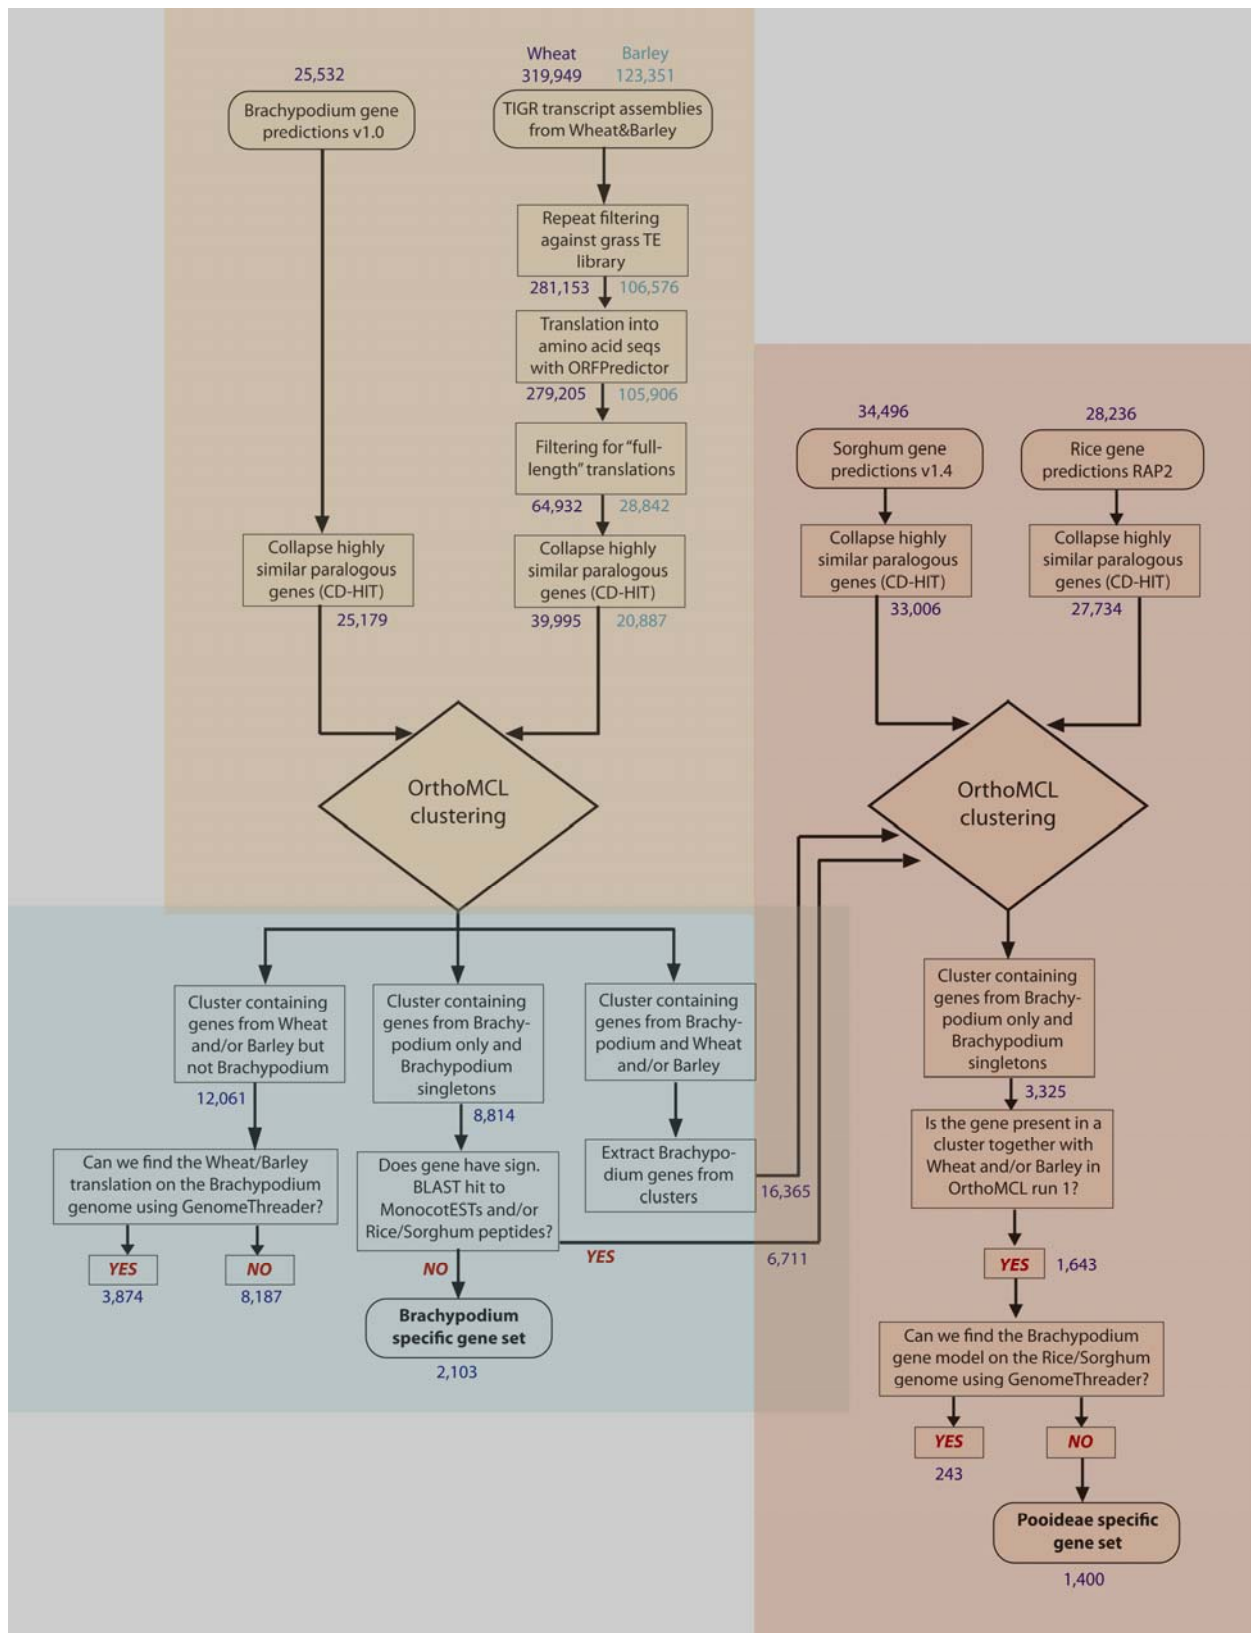 25,532
Brachypodium gene
predictions v1.0
Wheat
319,949
Barley
123,351
TIGR transcript assemblies
from Wheat&Barley
Repeat filtering
against grass TE
library
281,153
106,576
Translation into
amino acid seqs
with ORFPredictor
279,205
105,906
Filtering for "full-
length" translations
64,932
28,842
Collapse highly
similar paralogous
genes (CD-HIT)
25,179
Collapse highly
similar paralogous
genes (CD-HIT)
39,995
20,887
OrthoMCL
clustering
34,496
Sorghum gene
predictions v1.4
28,236
Rice gene
predictions RAP2
Collapse highly
similar paralogous
genes (CD-HIT)
33,006
Collapse highly
similar paralogous
genes (CD-HIT)
27,734
OrthoMCL
clustering
Cluster containing
genes from Wheat
and/or Barley but
not Brachypodium
12,061
Can we find the Wheat/Barley
translation on the Brachypodium
genome using GenomeThreader?
YES
3,874
NO
8,187
Cluster containing
genes from Brachy-
podium only and
Brachypodium
singletons
8,814
Does gene have sign.
BLAST hit to
MonocotESTs and/or
Rice/Sorghum peptides?
NO
YES
6,711
Brachypodium
specific gene set
2,103
Cluster containing
genes from Brachy-
podium and Wheat
and/or Barley
Extract Brachypo-
dium genes from
clusters
16,365
Cluster containing
genes from Brachy-
podium only and
Brachypodium
singletons
3,325
Is the gene present in a
cluster together with
Wheat and/or Barley in
OrthoMCL run 1?
YES
1,643
Can we find the Brachypodium
gene model on the Rice/Sorghum
genome using GenomeThreader?
YES
243
NO
Pooideae specific
gene set
1,400